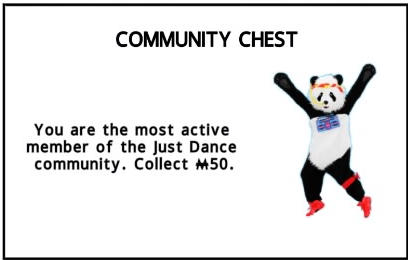 COMMUNITY CHEST
You are the most active
member of the Just Dance
community. Collect ₩50.